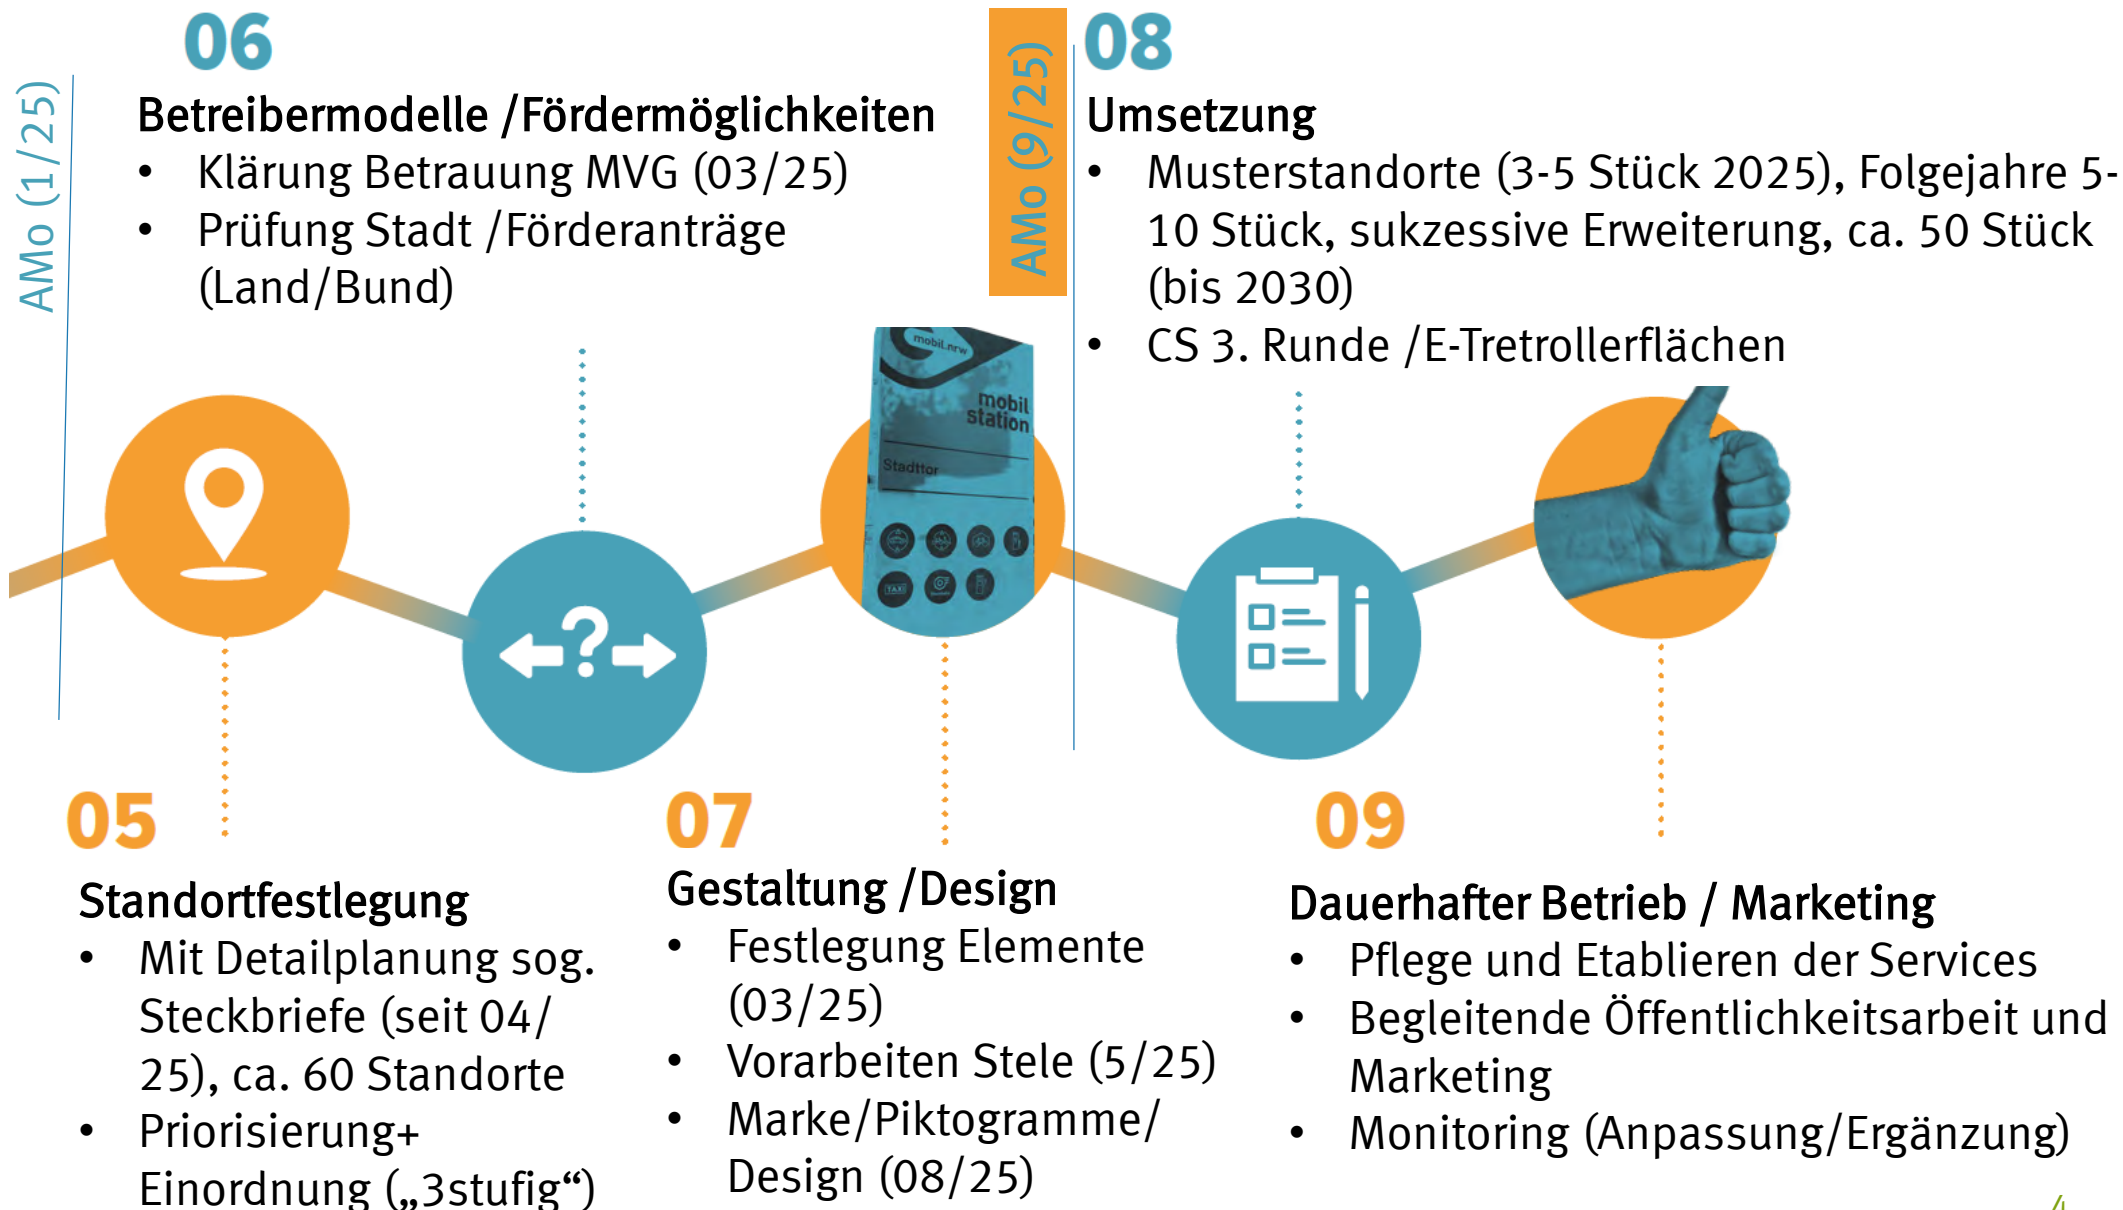 AMo (1/25)
06
Betreibermodelle /Fördermöglichkeiten
• Klärung Betrauung MVG (03/25)
• Prüfung Stadt /Förderanträge
(Land/Bund)
AMo (9/25)
08
Umsetzung
• Musterstandorte (3-5 Stück 2025), Folgejahre 5-
10 Stück, sukzessive Erweiterung, ca. 50 Stück
(bis 2030)
• CS 3. Runde /E-Tretrollerflächen
mobil.nrw
mobil
station
Stadttor
TAXI
?
05
Standortfestlegung
• Mit Detailplanung sog.
Steckbriefe (seit 04/
25), ca. 60 Standorte
• Priorisierung+
Einordnung („3stufig“)
07
Gestaltung /Design
• Festlegung Elemente
(03/25)
• Vorarbeiten Stele (5/25)
• Marke/Piktogramme/
Design (08/25)
09
Dauerhafter Betrieb / Marketing
• Pflege und Etablieren der Services
• Begleitende Öffentlichkeitsarbeit und
Marketing
• Monitoring (Anpassung/Ergänzung)
4